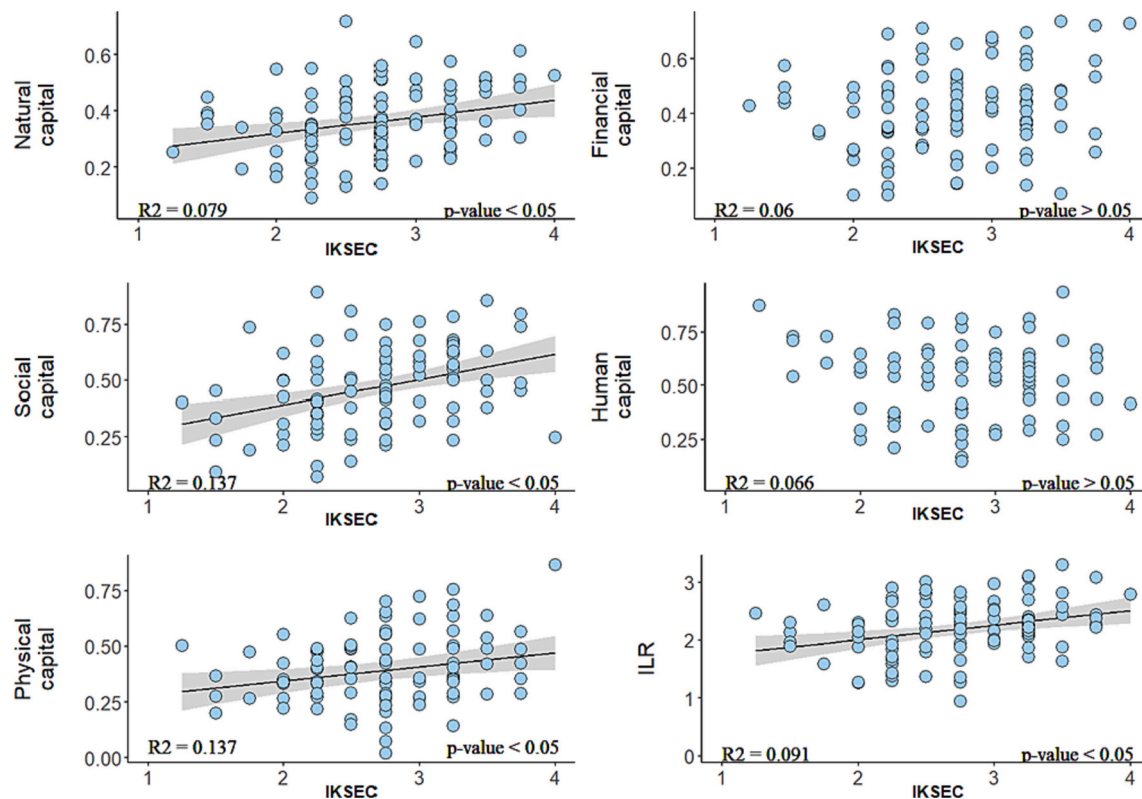 Natural
capital
0.6
0.4
0.2
R2 = 0.079
p-value < 0.05
1 2 3 4
IKSEC
Financial
capital
0.6
0.4
0.2
R2 = 0.06
p-value > 0.05
1 2 3 4
IKSEC
Social
capital
0.75
0.50
0.25
R2 = 0.137
p-value < 0.05
1 2 3 4
IKSEC
Human
capital
0.75
0.50
0.25
R2 = 0.066
p-value > 0.05
1 2 3 4
IKSEC
Physical
capital
0.75
0.50
0.25
0.00
R2 = 0.137
p-value < 0.05
1 2 3 4
IKSEC
ILR
3
2
1
0
R2 = 0.091
p-value < 0.05
1 2 3 4
IKSEC